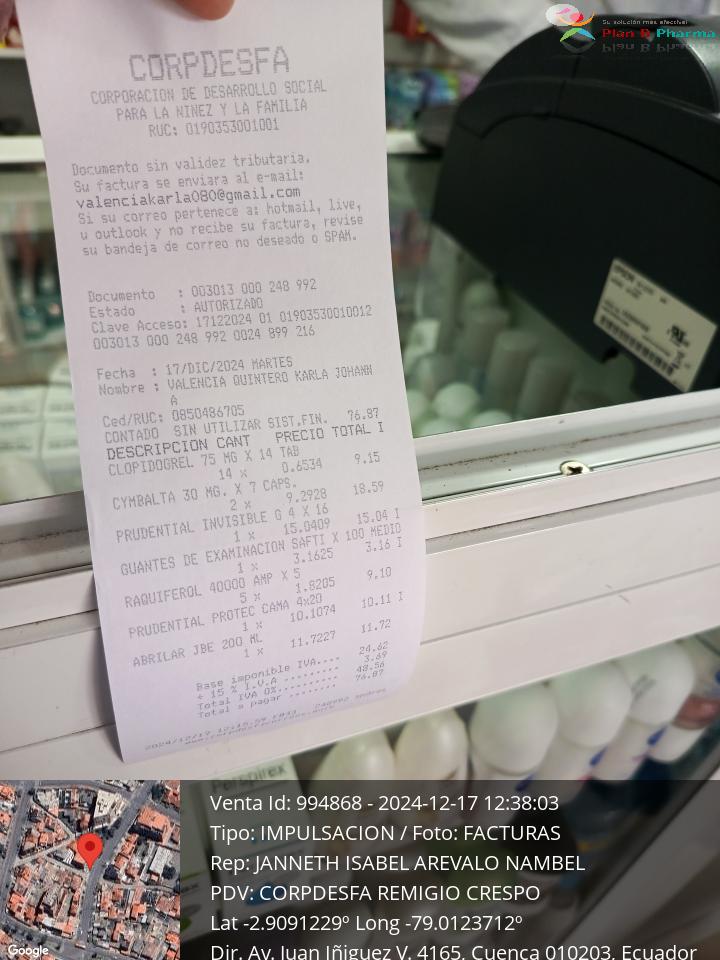 Su solución más efectiva!
Plan B Pharma
CORPDESFA
CORPORACION DE DESARROLLO SOCIAL
PARA LA NINEZ Y LA FAMILIA
RUC: 0190353001001
Documento sin validez tributaria.
Su factura se enviara al e-mail:
valenciakarla080@gmail.com
Si su correo pertenece a: hotmail, live,
u outlook y no recibe su factura, revise
su bandeja de correo no deseado o SPAM.
Documento : 003013 000 248 992
Estado : AUTORIZADO
Clave Acceso: 17122024 01 01903530010012
003013 000 248 992 0024 899 216
Fecha : 17/DIC/2024 MARTES
Nombre : VALENCIA QUINTERO KARLA JOHANN
A
Ced/RUC: 0850486705
CONTADO SIN UTILIZAR SIST.FIN. 76.87
DESCRIPCION CANT PRECIO TOTAL I
CLOPIDOGREL 75 MG X 14 TAB
14 x 0.6534 9.15
CYMBALTA 30 MG. X 7 CAPS.
2 x 9.2928 18.59
PRUDENTIAL INVISIBLE G 4 X 16
1 x 15.0409 15.04 I
GUANTES DE EXAMINACION SAFTI X 100 MEDIO
1 x 3.1625 3.16 I
RAQUIFEROL 40000 AMP X 5
5 x 1.8205 9.10
PRUDENTIAL PROTEC CAMA 4x20
1 x 10.1074 10.11 I
ABRILAR JBE 200 ML
1 x 11.7227 11.72
Base imponible IVA.... 24.62
+ 15 % I.V.A ......... 3.69
Total IVA 0%.......... 48.56
Total a pagar ........ 76.87
Perspirex
Venta Id: 994868 - 2024-12-17 12:38:03
Tipo: IMPULSACION / Foto: FACTURAS
Rep: JANNETH ISABEL AREVALO NAMBEL
PDV: CORPDESFA REMIGIO CRESPO
Lat -2.9091229º Long -79.0123712º
Dir. Av. Juan Iñiguez V. 4165, Cuenca 010203, Ecuador
Google